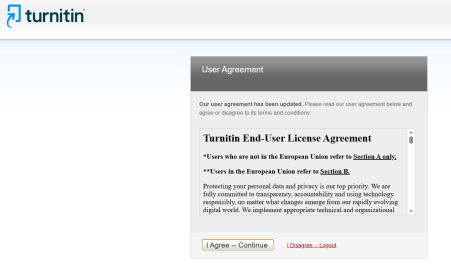 turnitin
User Agreement
Our user agreement has been updated. Please read our user agreement below and
agree or disagree to its terms and conditions:
Turnitin End-User License Agreement
*Users who are not in the European Union refer to Section A only.
**Users in the European Union refer to Section B.
Protecting your personal data and privacy is our top priority. We are
fully committed to transparency, accountability and using technology
responsibly, no matter what changes emerge from our rapidly evolving
digital world. We implement appropriate technical and organizational
I Agree -- Continue
I Disagree -- Logout